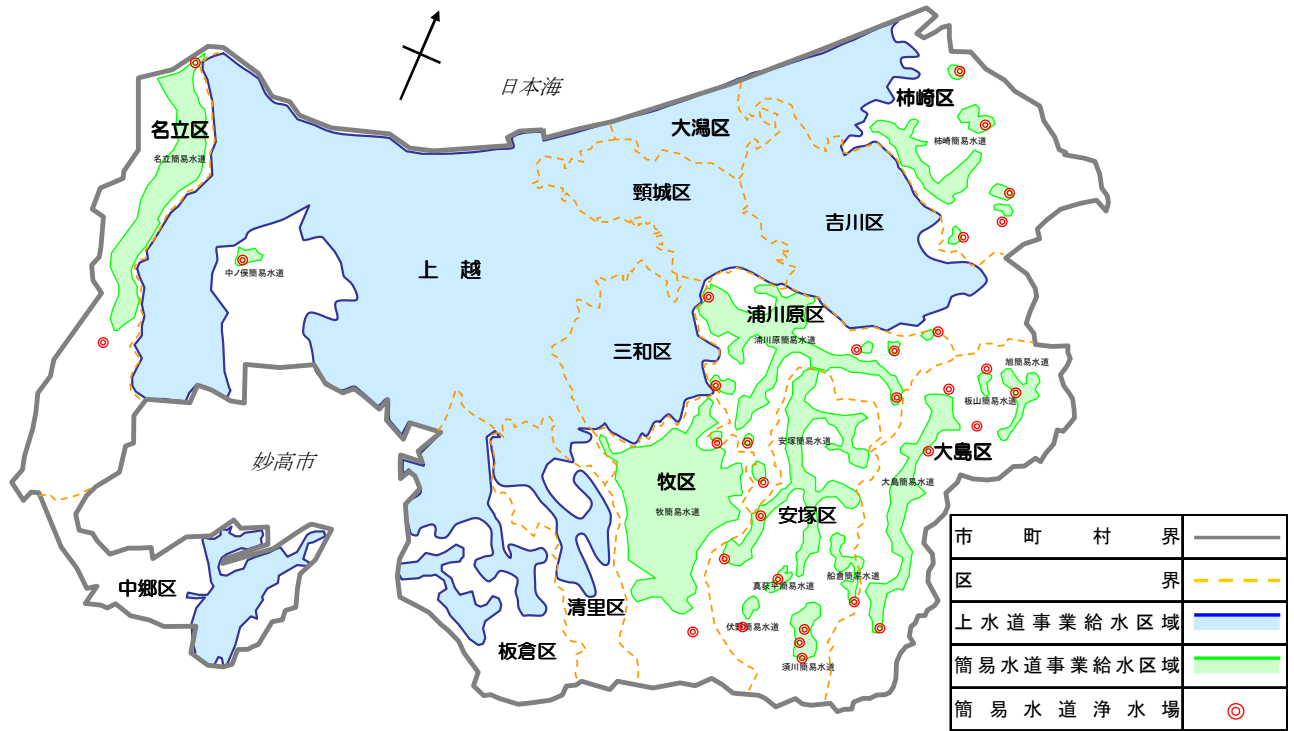 日本海
柿崎区
大潟区
名立区
柿崎簡易水道
名立簡易水道
頸城区
吉川区
上 越
中ノ俣簡易水道
浦川原区
浦川原簡易水道
三和区
旭簡易水道
板山簡易水道
安塚簡易水道
大島区
妙高市
牧区
大島簡易水道
牧簡易水道
安塚区
船倉簡易水道
真荻平簡易水道
中郷区
清里区
伏野簡易水道
板倉区
須川簡易水道
市町村界
区界
上水道事業給水区域
簡易水道事業給水区域
簡易水道浄水場